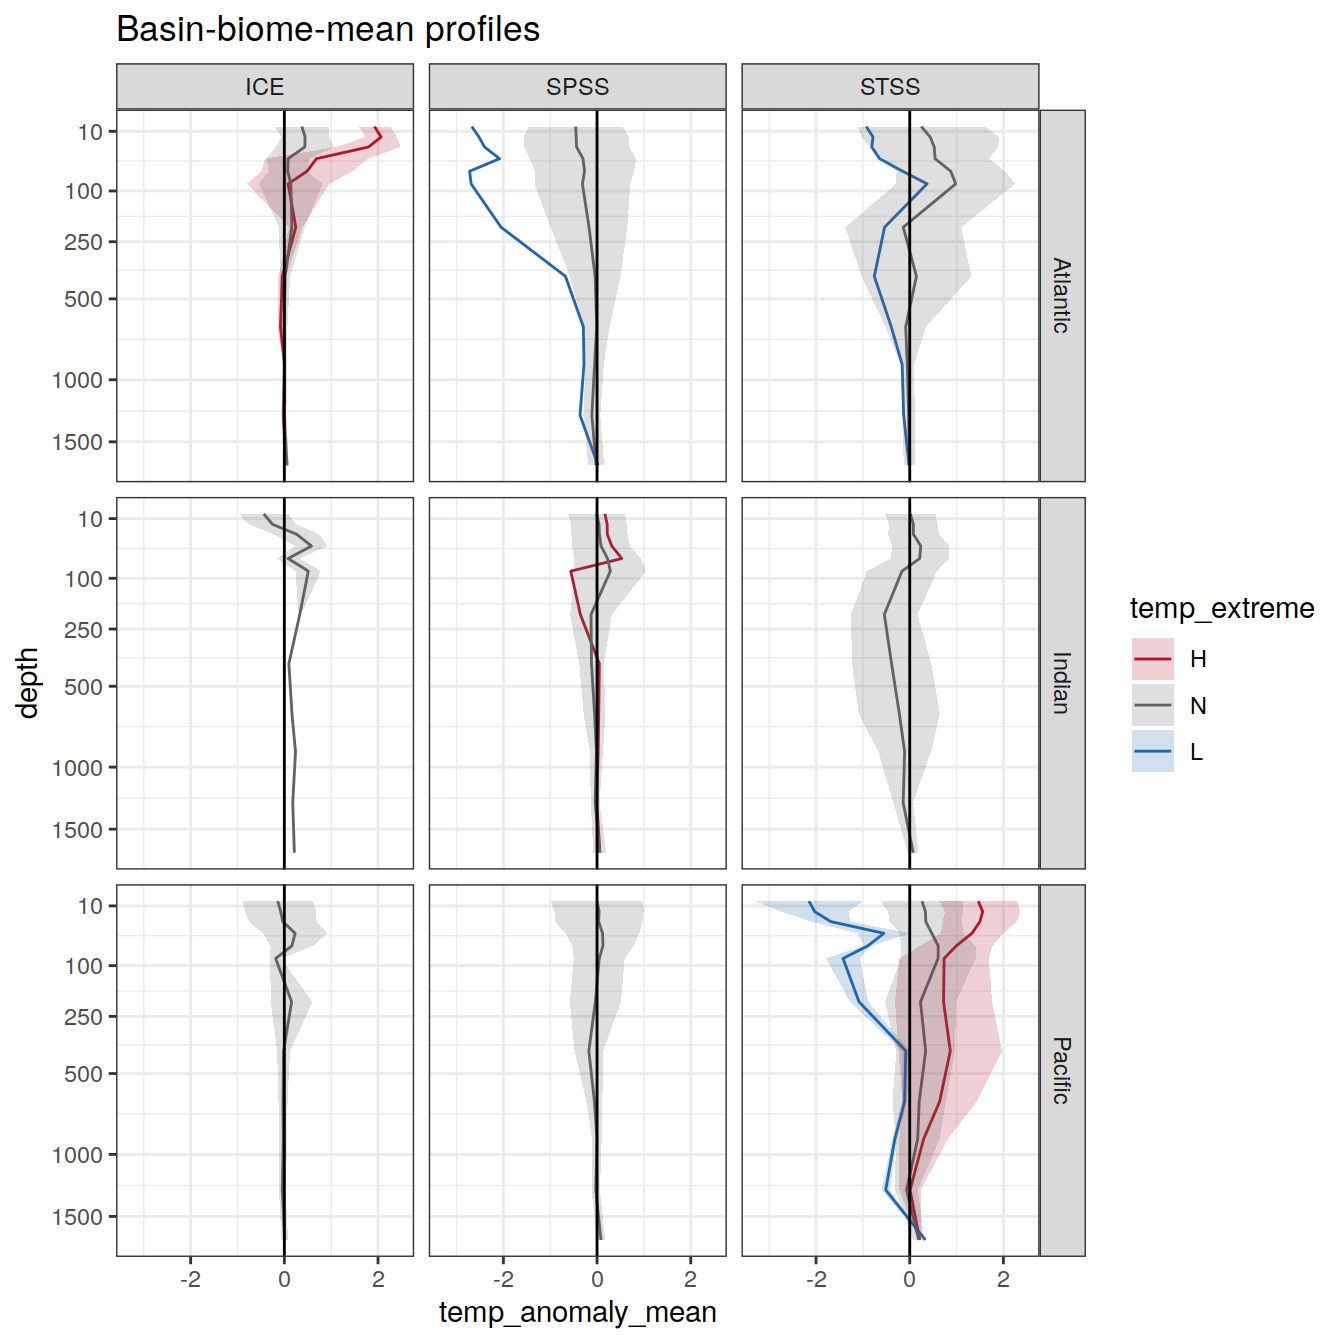 Basin-biome-mean profiles
ICE SPSS STSS
10
100
250
500
1000
1500
Atlantic
10
100
250
500
1000
1500
Indian
10
100
250
500
1000
1500
Pacific
depth
-2 0 2 -2 0 2 -2 0 2
temp_anomaly_mean
temp_extreme
H
N
L